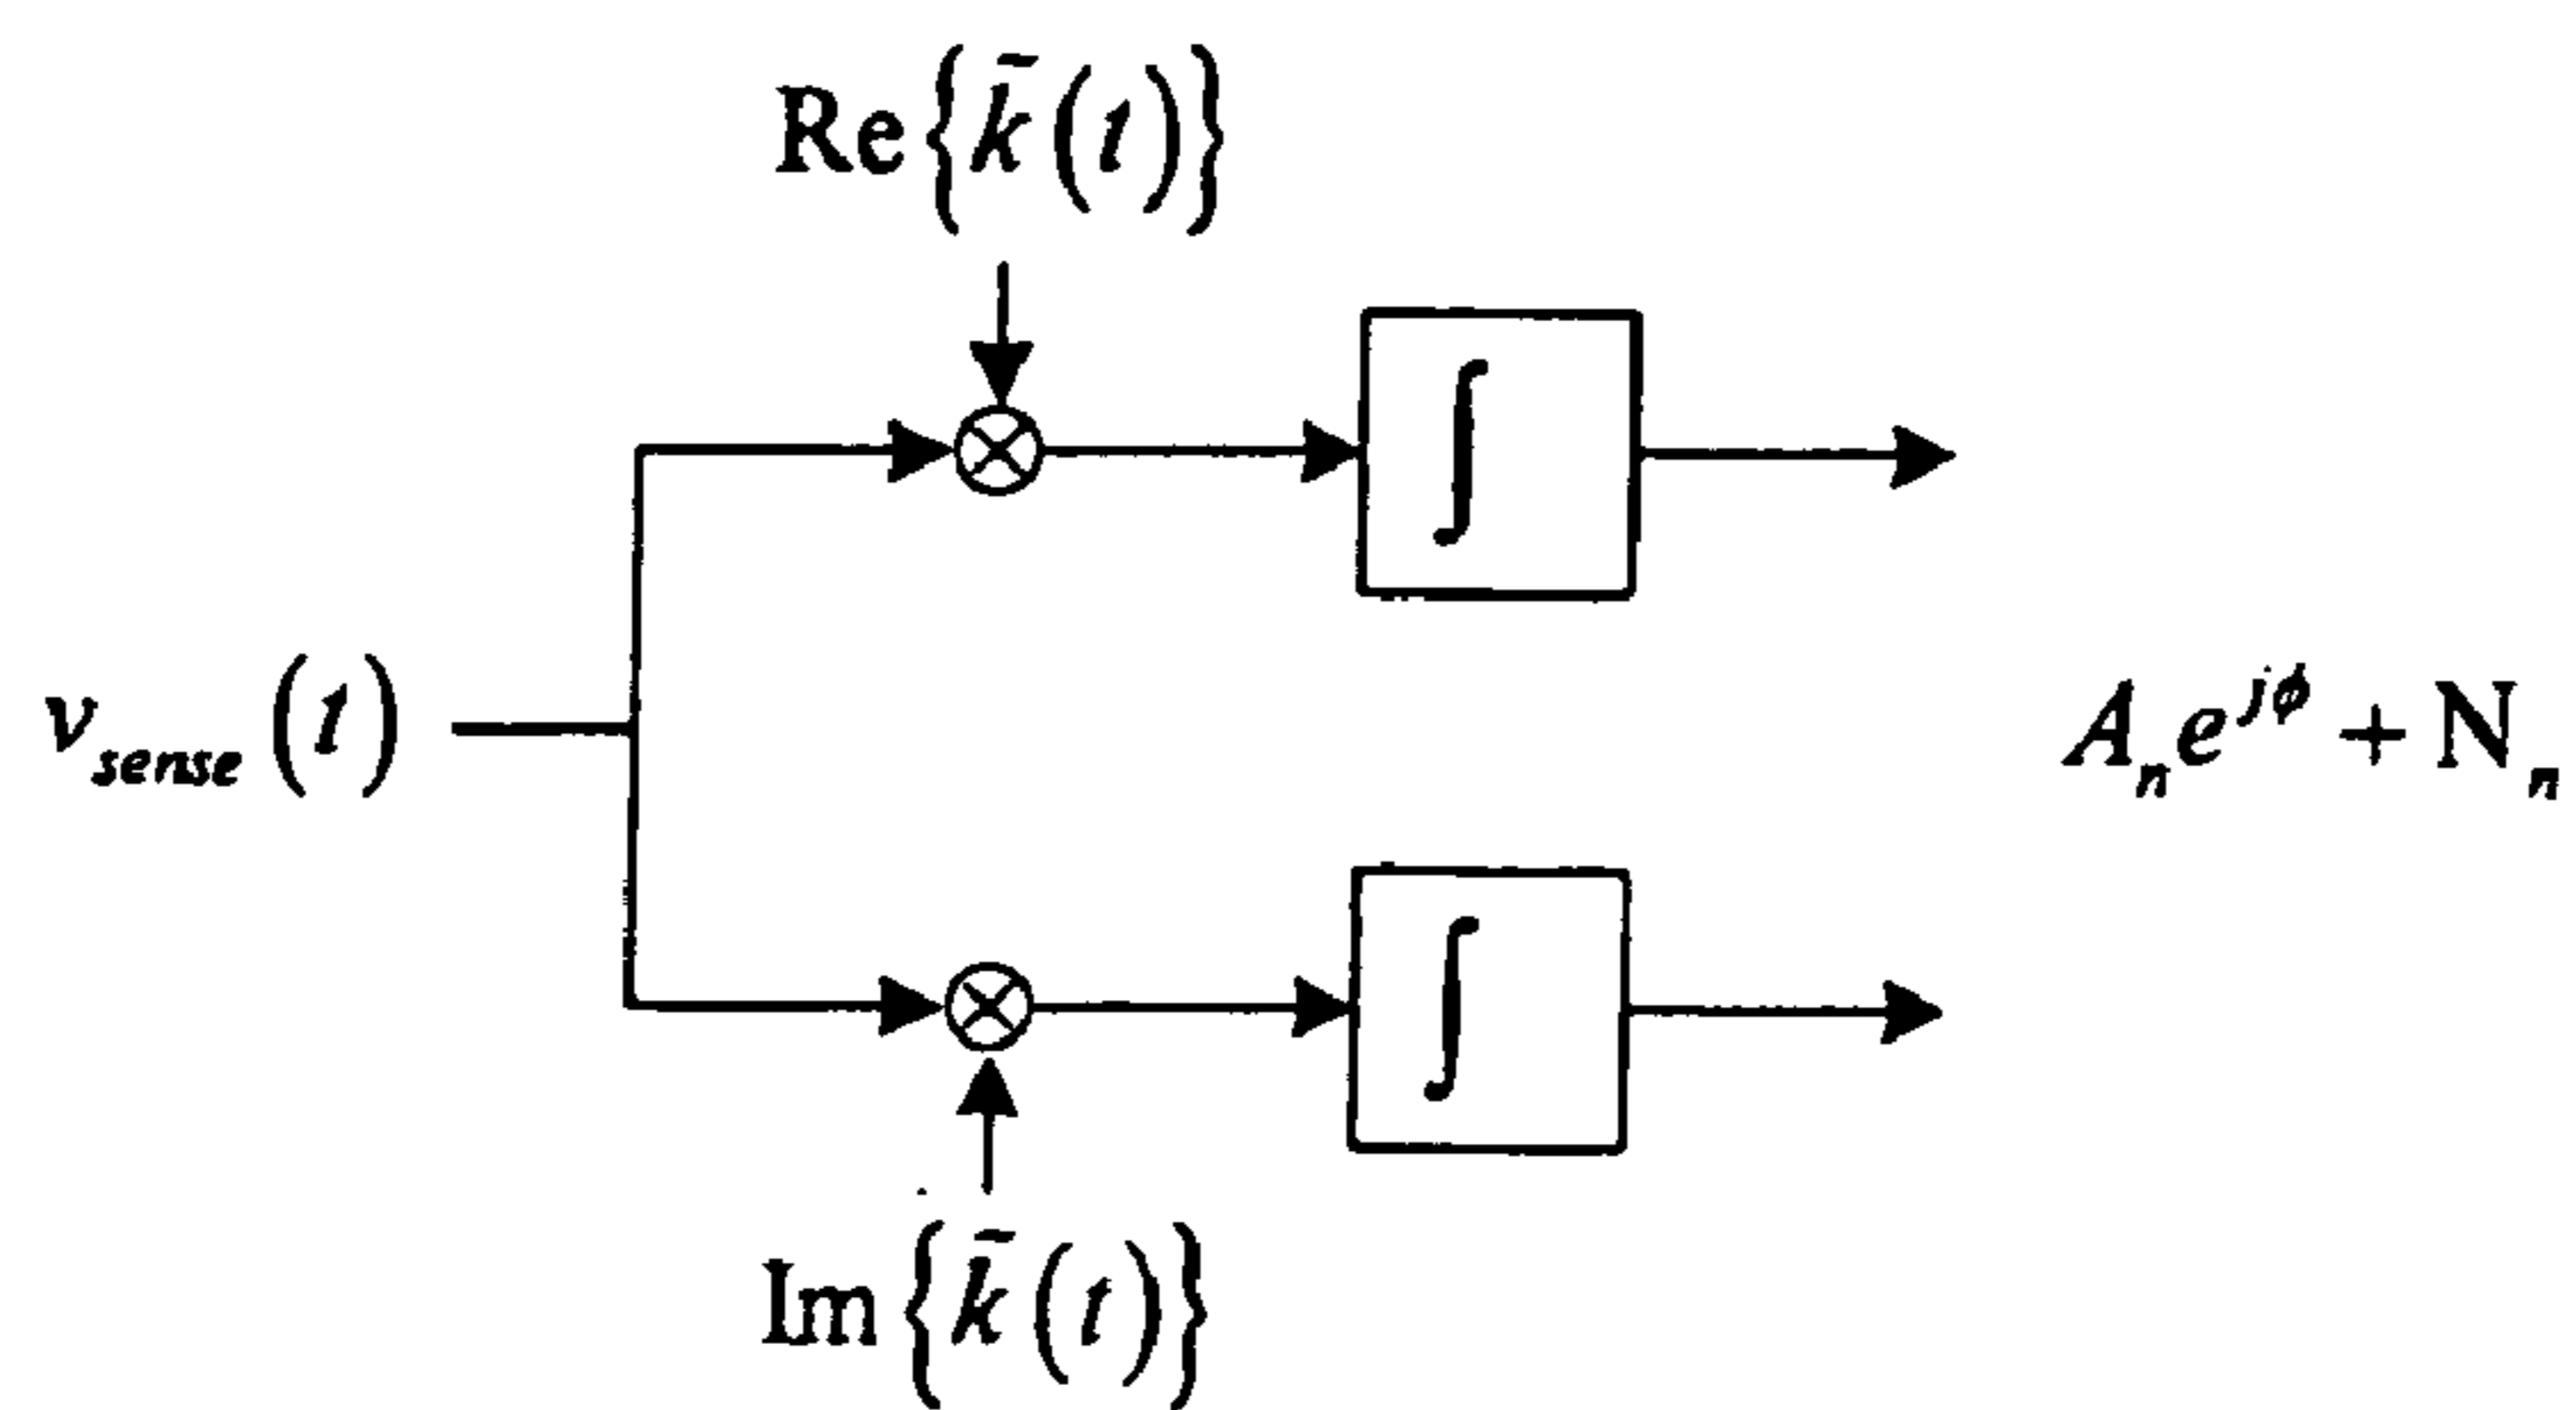 Re{k̃(t)}
∫
v_sense(t)
A_n e^{jϕ} + N_n
∫
Im{k̃(t)}